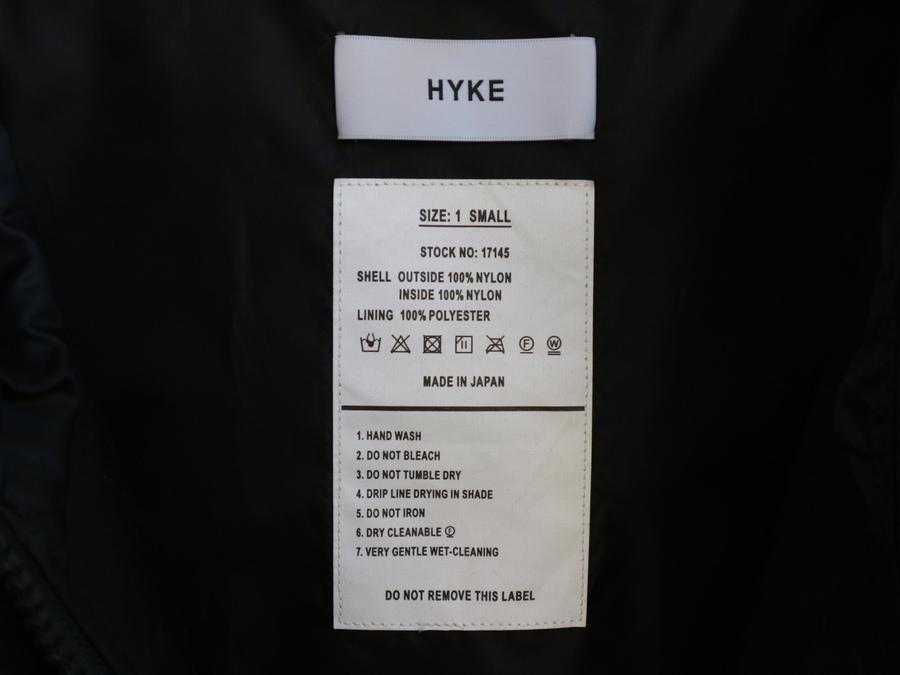 HYKE
SIZE: 1 SMALL
STOCK NO: 17145
SHELL OUTSIDE 100% NYLON
INSIDE 100% NYLON
LINING 100% POLYESTER
F W
MADE IN JAPAN
1. HAND WASH
2. DO NOT BLEACH
3. DO NOT TUMBLE DRY
4. DRIP LINE DRYING IN SHADE
5. DO NOT IRON
6. DRY CLEANABLE Ⓕ
7. VERY GENTLE WET-CLEANING
DO NOT REMOVE THIS LABEL